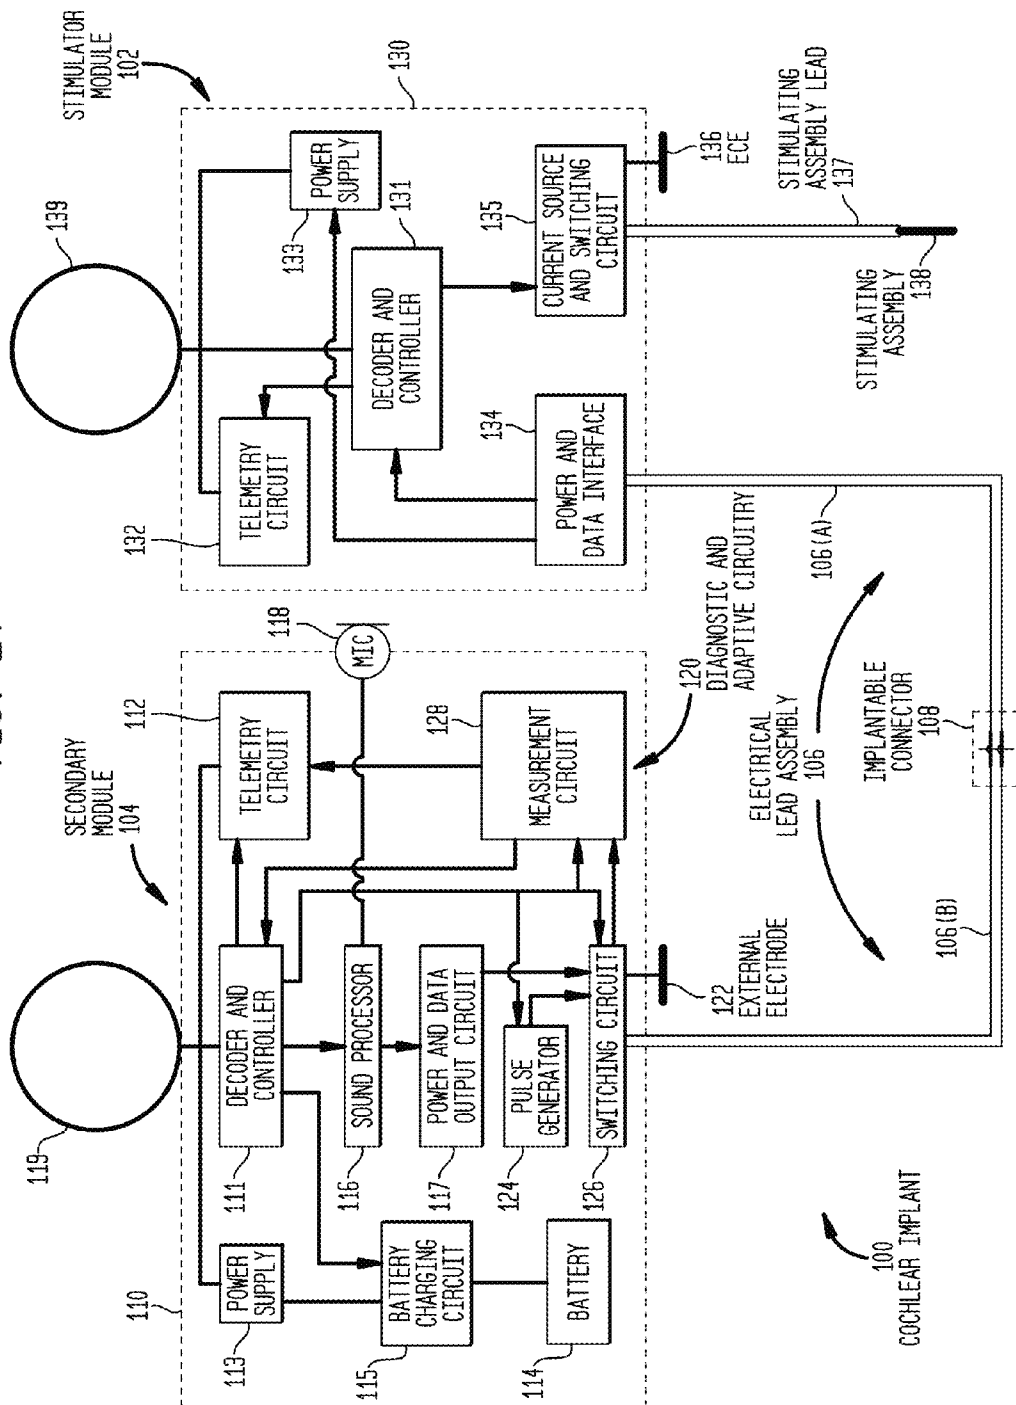 119
SECONDARY
MODULE
104
110
113
POWER
SUPPLY
111
DECODER AND
CONTROLLER
112
TELEMETRY
CIRCUIT
118
MIC
116
SOUND PROCESSOR
115
BATTERY
CHARGING
CIRCUIT
117
POWER AND DATA
OUTPUT CIRCUIT
128
MEASUREMENT
CIRCUIT
124
PULSE
GENERATOR
114
BATTERY
126
SWITCHING CIRCUIT
122
EXTERNAL
ELECTRODE
120
DIAGNOSTIC AND
ADAPTIVE CIRCUITRY
139
STIMULATOR
MODULE
102
130
132
TELEMETRY
CIRCUIT
133
POWER
SUPPLY
131
DECODER AND
CONTROLLER
134
POWER AND
DATA INTERFACE
135
CURRENT SOURCE
AND SWITCHING
CIRCUIT
136
ECE
STIMULATING
ASSEMBLY LEAD
137
STIMULATING
ASSEMBLY
138
ELECTRICAL
LEAD ASSEMBLY
106
106(A)
106(B)
IMPLANTABLE
CONNECTOR
108
100
COCHLEAR IMPLANT